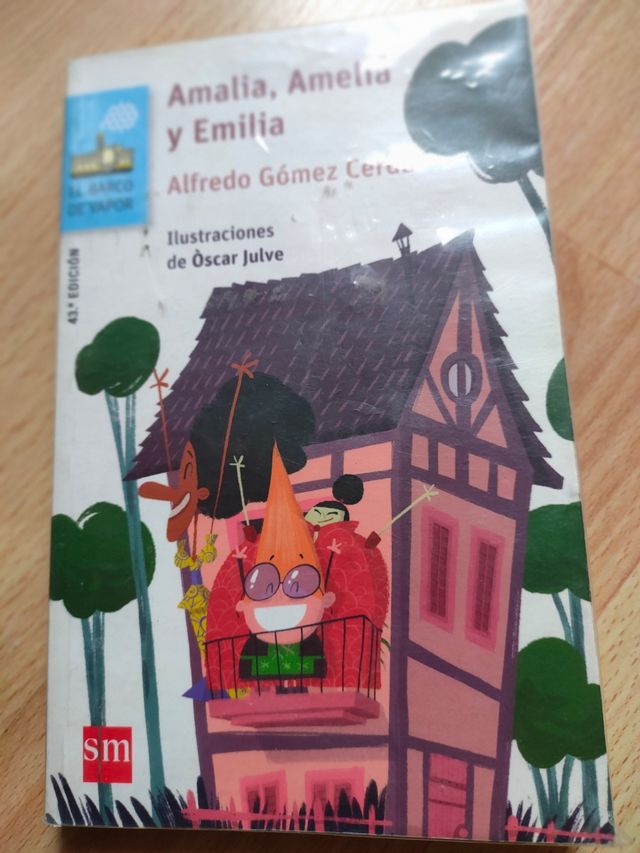 Amalia, Amelia
y Emilia
Alfredo Gómez
Ilustraciones
de Òscar Julve
EL BARCO
DE VAPOR
43.ª EDICIÓN
sm